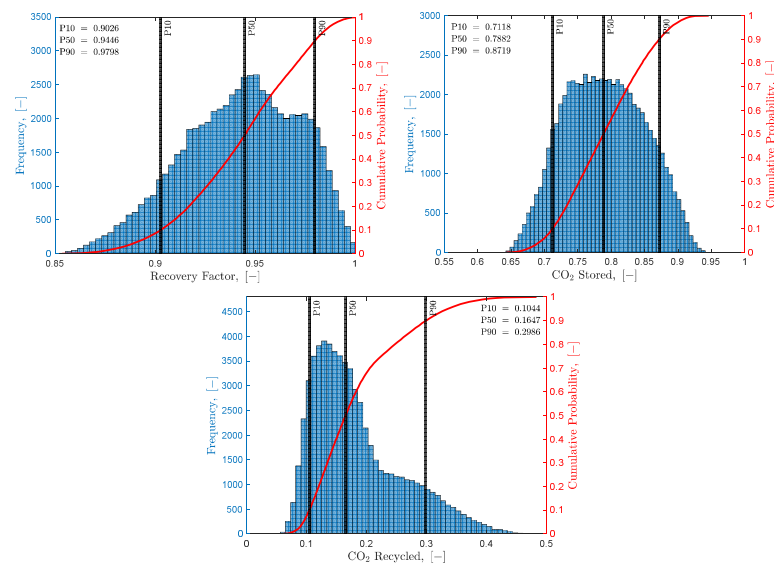 P10 = 0.9026
P50 = 0.9446
P90 = 0.9798
P10
P50
P90
3500
3000
2500
2000
1500
1000
500
0
Frequency, [−]
1
0.9
0.8
0.7
0.6
0.5
0.4
0.3
0.2
0.1
0
Cumulative Probability, [−]
0.85
0.9
0.95
1
Recovery Factor, [−]
P10 = 0.7118
P50 = 0.7882
P90 = 0.8719
P10
P50
P90
3000
2500
2000
1500
1000
500
0
Frequency, [−]
1
0.9
0.8
0.7
0.6
0.5
0.4
0.3
0.2
0.1
0
Cumulative Probability, [−]
0.55
0.6
0.65
0.7
0.75
0.8
0.85
0.9
0.95
1
CO₂ Stored, [−]
P10 = 0.1044
P50 = 0.1647
P90 = 0.2986
P10
P50
P90
4500
4000
3500
3000
2500
2000
1500
1000
500
0
Frequency, [−]
1
0.9
0.8
0.7
0.6
0.5
0.4
0.3
0.2
0.1
0
Cumulative Probability, [−]
0
0.1
0.2
0.3
0.4
0.5
CO₂ Recycled, [−]